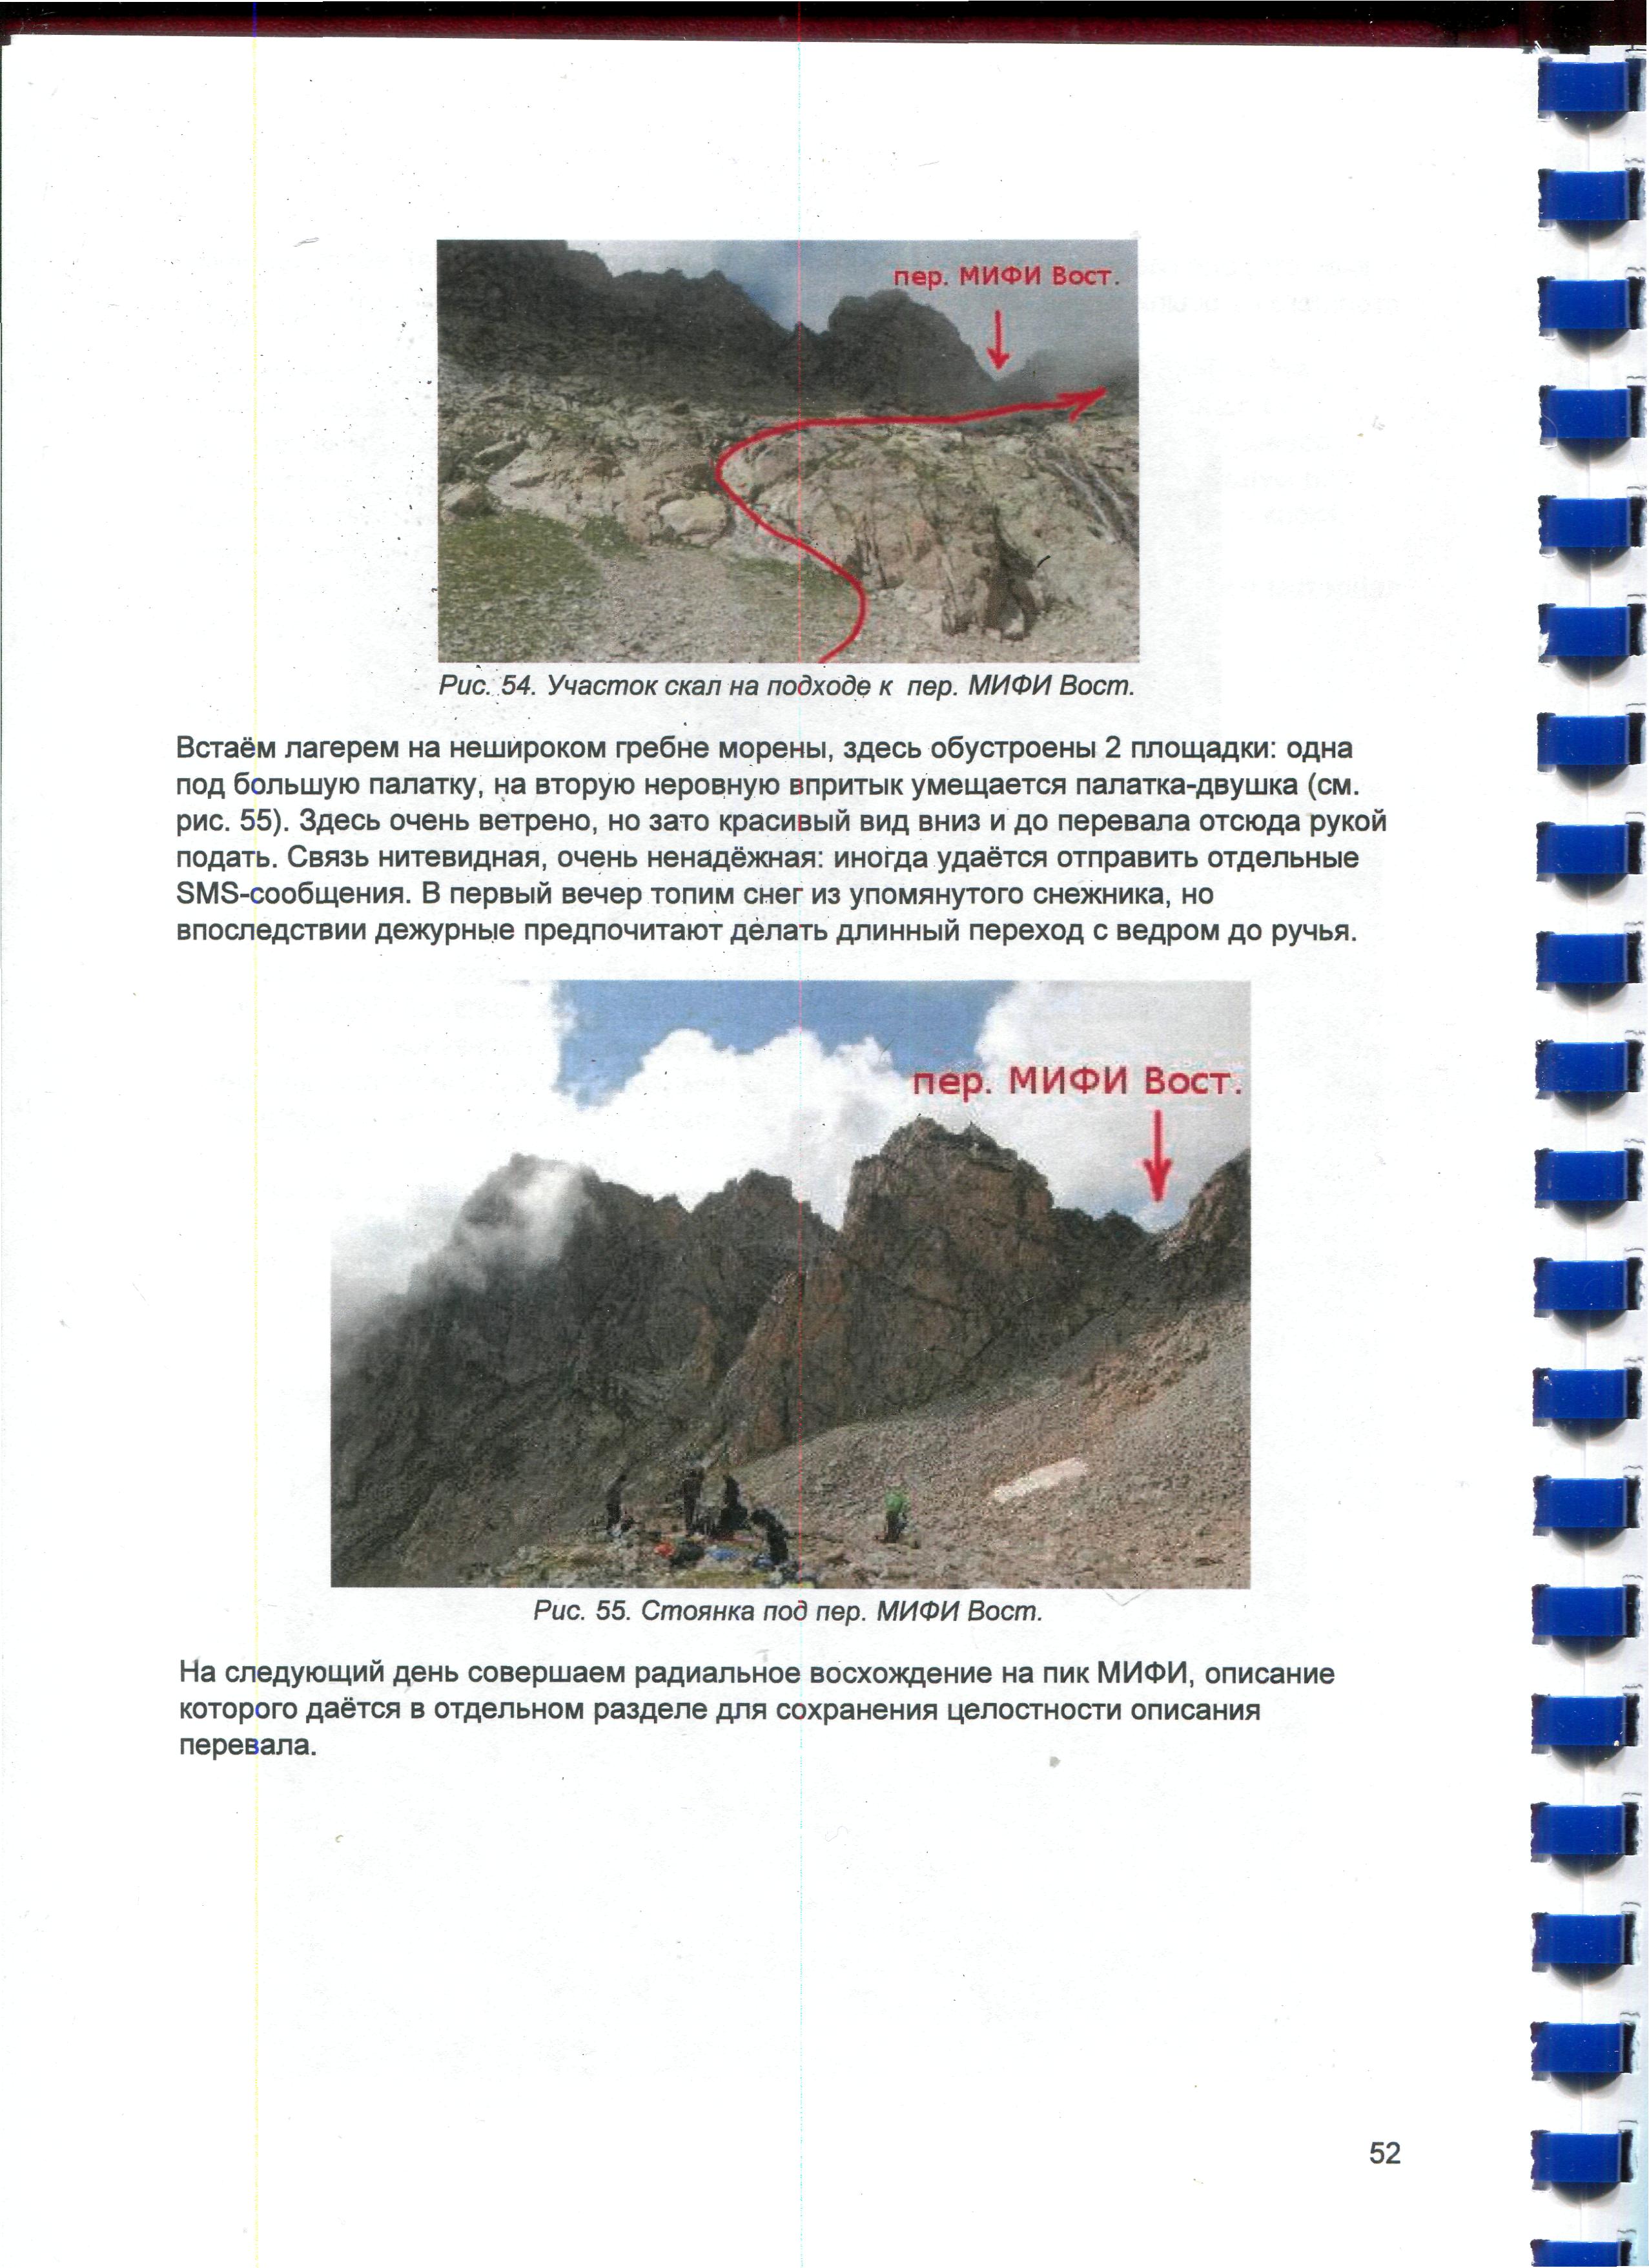 пер. МИФИ Вост.
Рис. 54. Участок скал на подходе к пер. МИФИ Вост.
Встаём лагерем на нешироком гребне морены, здесь обустроены 2 площадки: одна
под большую палатку, на вторую неровную впритык умещается палатка-двушка (см.
рис. 55). Здесь очень ветрено, но зато красивый вид вниз и до перевала отсюда рукой
подать. Связь нитевидная, очень ненадёжная: иногда удаётся отправить отдельные
SMS-сообщения. В первый вечер топим снег из упомянутого снежника, но
впоследствии дежурные предпочитают делать длинный переход с ведром до ручья.
пер. МИФИ Вост.
Рис. 55. Стоянка под пер. МИФИ Вост.
На следующий день совершаем радиальное восхождение на пик МИФИ, описание
которого даётся в отдельном разделе для сохранения целостности описания
перевала.
52